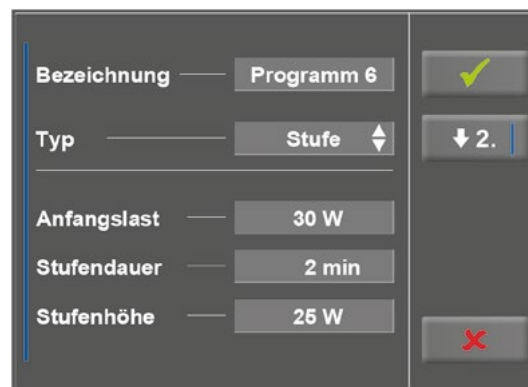 Bezeichnung Programm 6
Typ Stufe
2.
Anfangslast 30 W
Stufendauer 2 min
Stufenhöhe 25 W